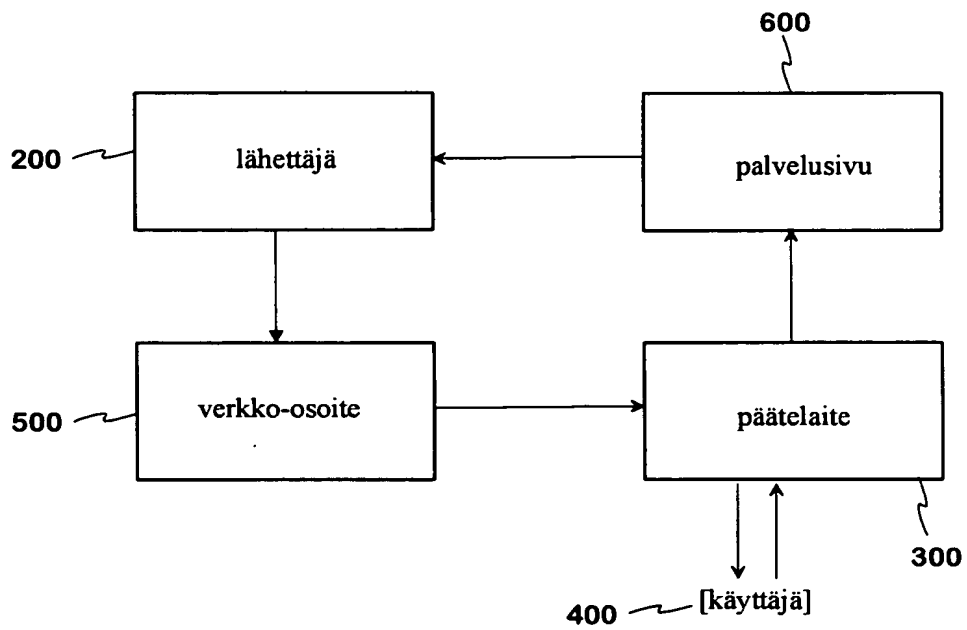 600
200
lähettäjä
palvelusivu
500
verkko-osoite
päätelaite
300
400
[käyttäjä]